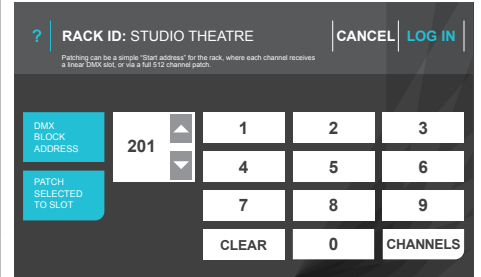 ? RACK ID: STUDIO THEATRE CANCEL LOG IN
Patching can be a simple "Start address" for the rack, where each channel receives
a linear DMX slot, or via a full 512 channel patch.
DMX
BLOCK
ADDRESS
201
1 2 3
4 5 6
PATCH
SELECTED
TO SLOT
7 8 9
CLEAR 0 CHANNELS